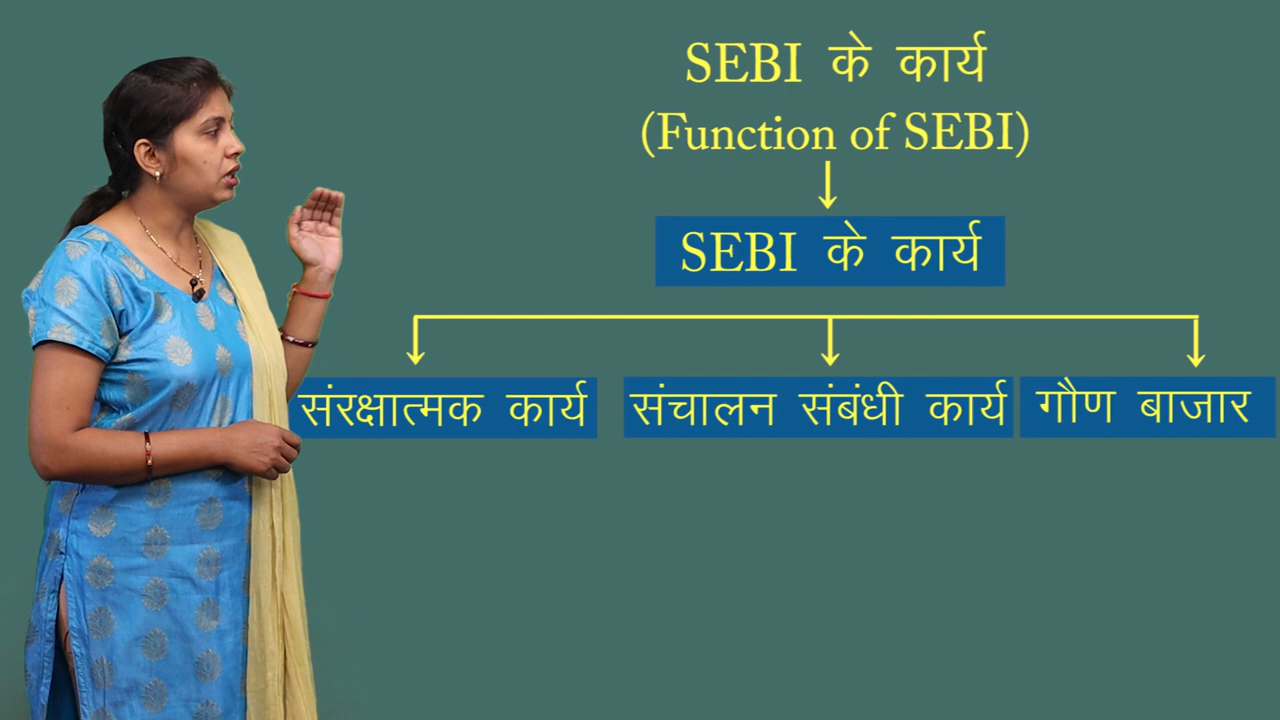 SEBI के कार्य
(Function of SEBI)
SEBI के कार्य
संरक्षात्मक कार्य संचालन संबंधी कार्य गौण बाजार